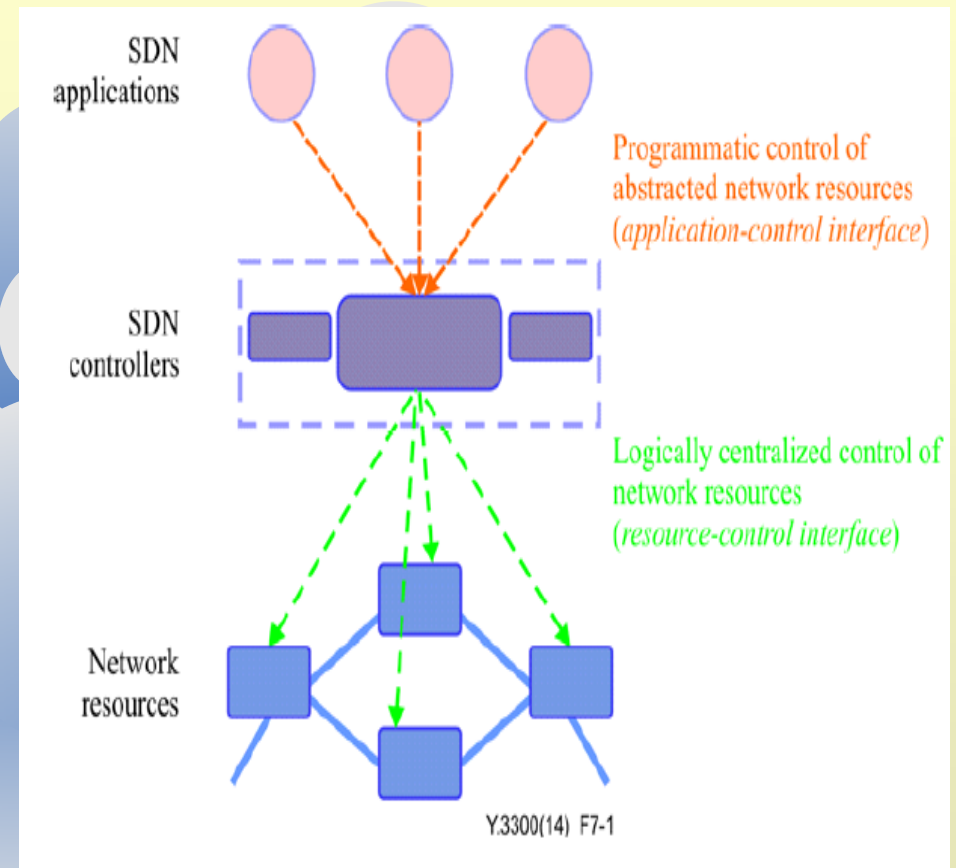 SDN
applications
Programmatic control of
abstracted network resources
(application-control interface)
SDN
controllers
Logically centralized control of
network resources
(resource-control interface)
Network
resources
Y.3300(14) F7-1